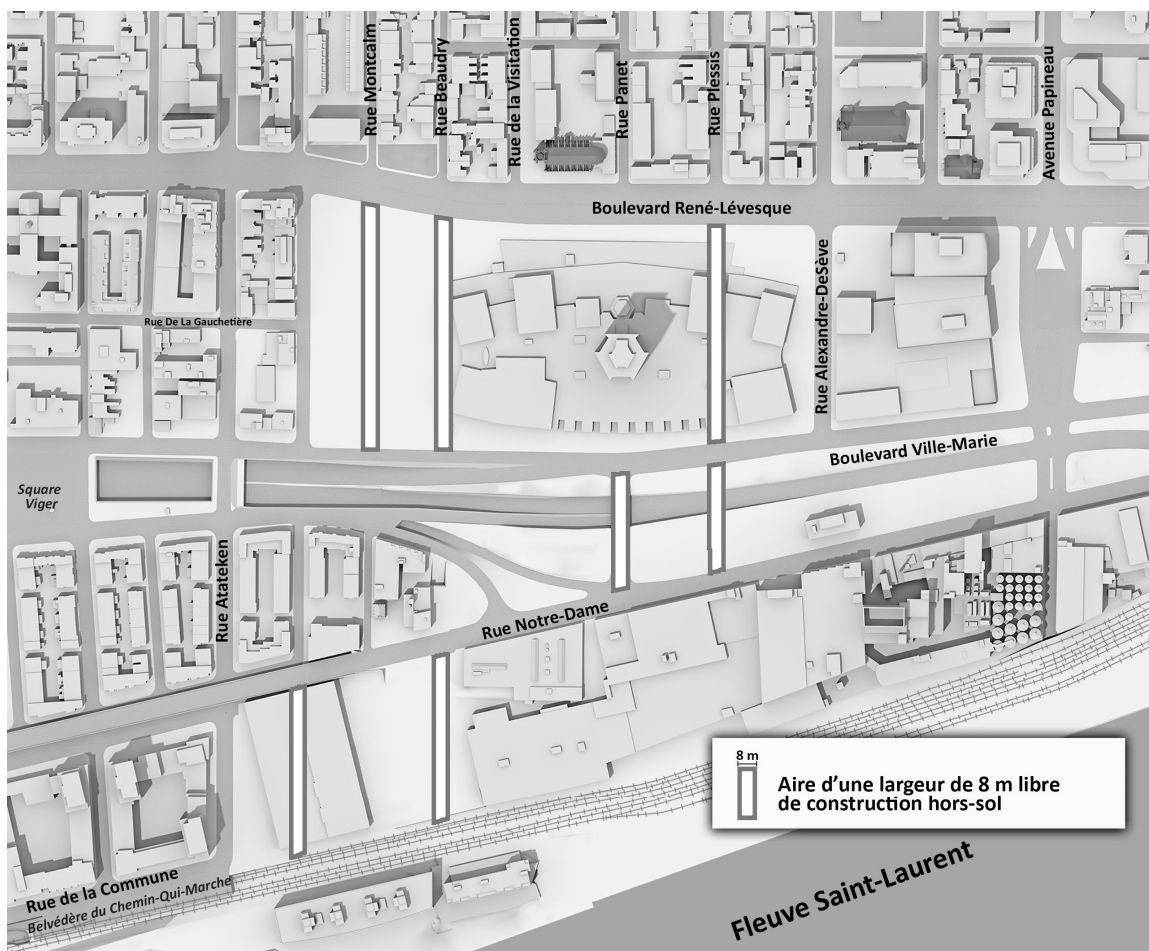 Rue Montcalm
Rue Beaudry
Rue de la Visitation
Rue Panet
Rue Plessis
Avenue Papineau
Boulevard René-Lévesque
Rue De La Gauchetière
Rue Alexandre-DeSève
Boulevard Ville-Marie
Square
Viger
Rue Atateken
Rue Notre-Dame
8 m
Aire d’une largeur de 8 m libre
de construction hors-sol
Rue de la Commune
Belvédère du Chemin-Qui-Marche
Fleuve Saint-Laurent